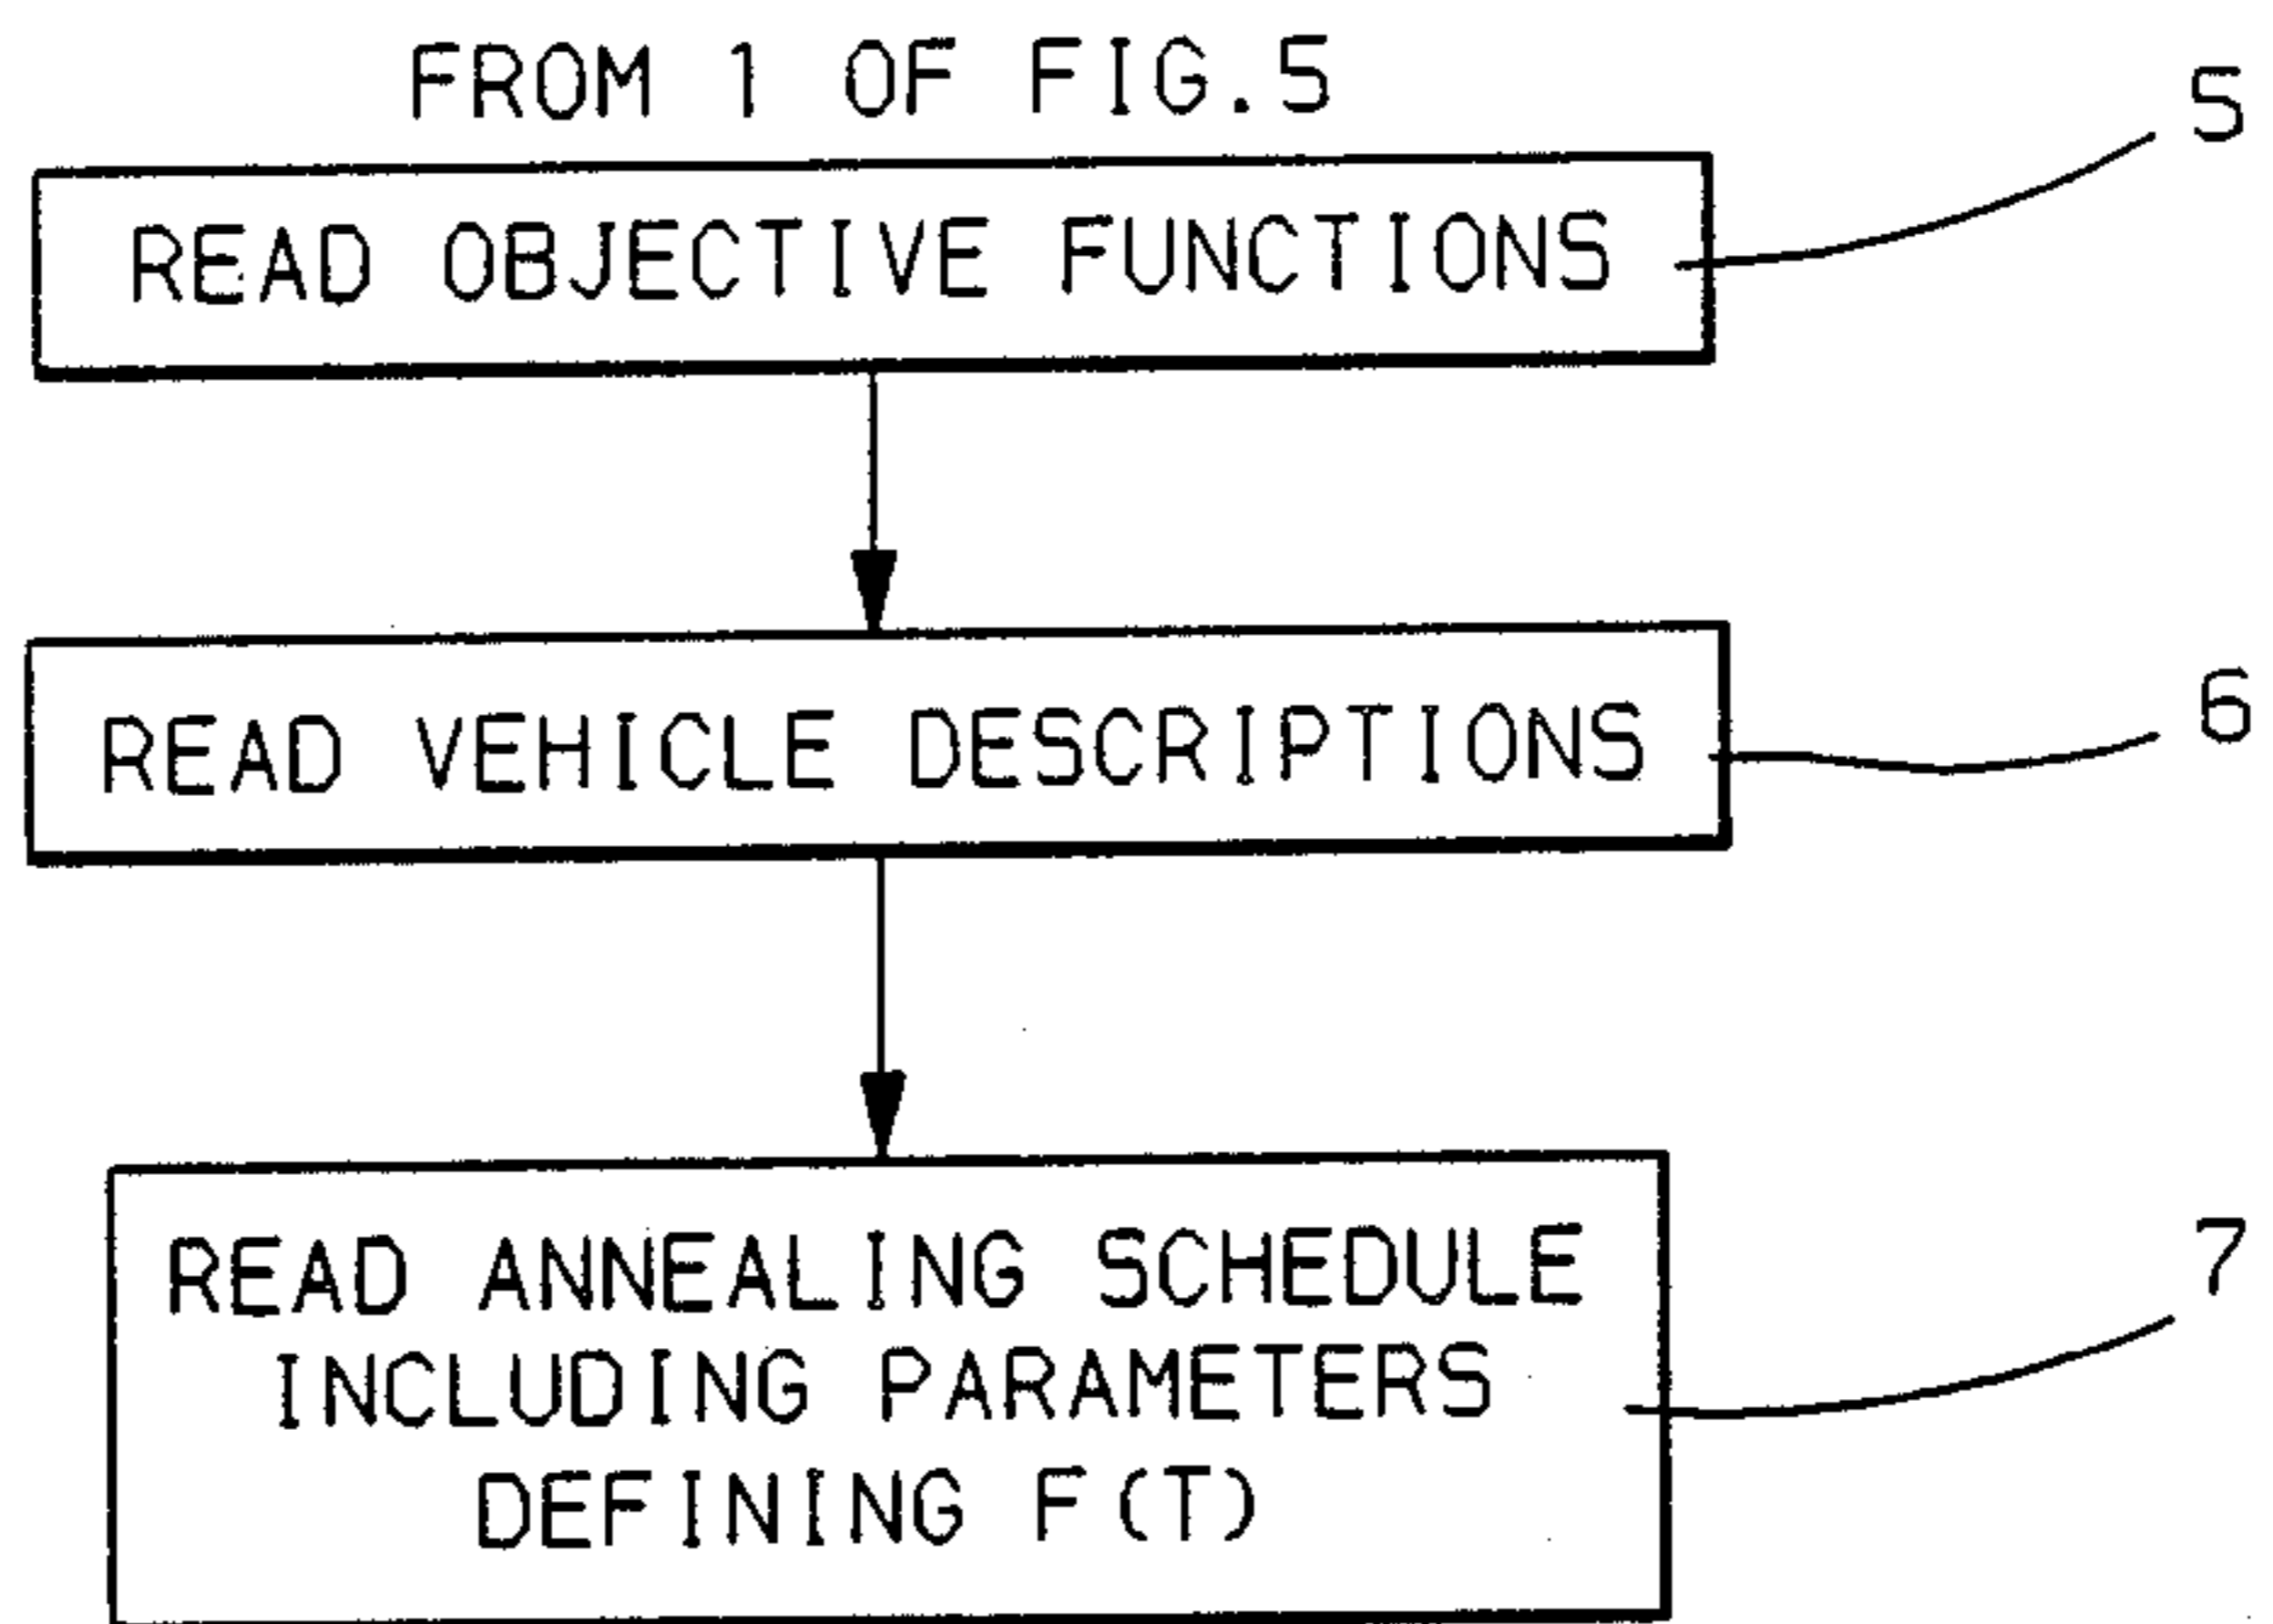 FROM 1 OF FIG.5
5
READ OBJECTIVE FUNCTIONS
READ VEHICLE DESCRIPTIONS
6
READ ANNEALING SCHEDULE
7
INCLUDING PARAMETERS
DEFINING F(T)